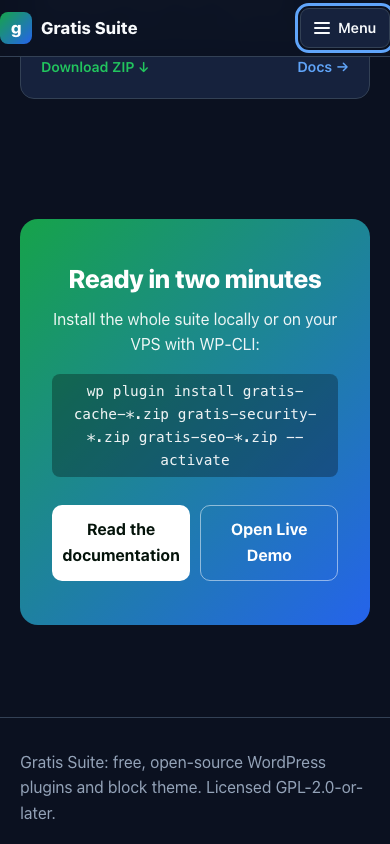 g Gratis Suite Menu
Download ZIP ↓ Docs →
Ready in two minutes
Install the whole suite locally or on your
VPS with WP-CLI:
wp plugin install gratis-
cache-*.zip gratis-security-
*.zip gratis-seo-*.zip --
activate
Read the
documentation
Open Live
Demo
Gratis Suite: free, open-source WordPress
plugins and block theme. Licensed GPL-2.0-or-
later.